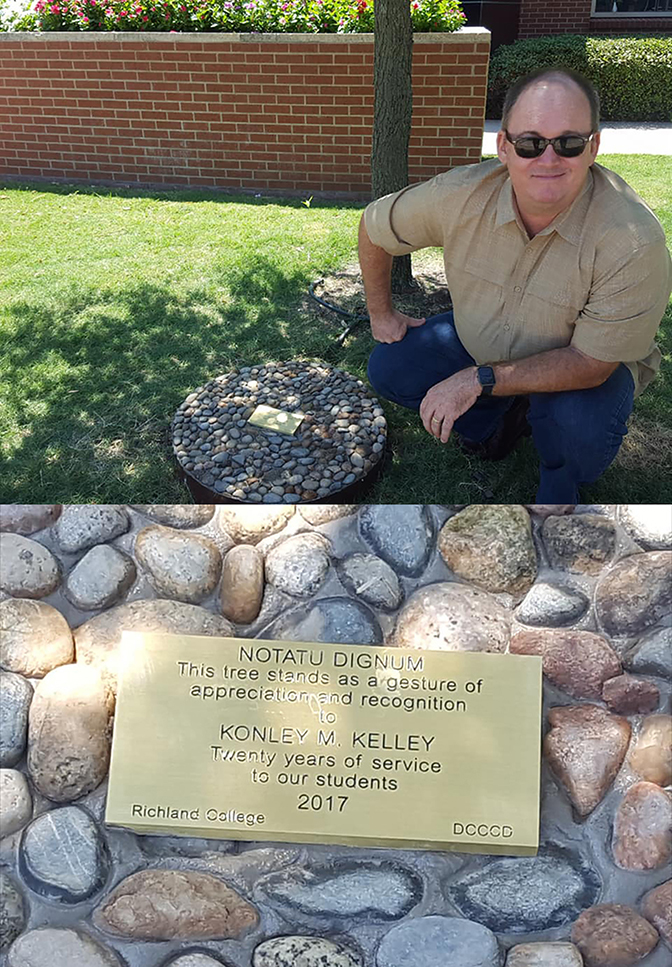 NOTATU DIGNUM
This tree stands as a gesture of
appreciation and recognition
to
KONLEY M. KELLEY
Twenty years of service
to our students
2017
Richland College DCCCD